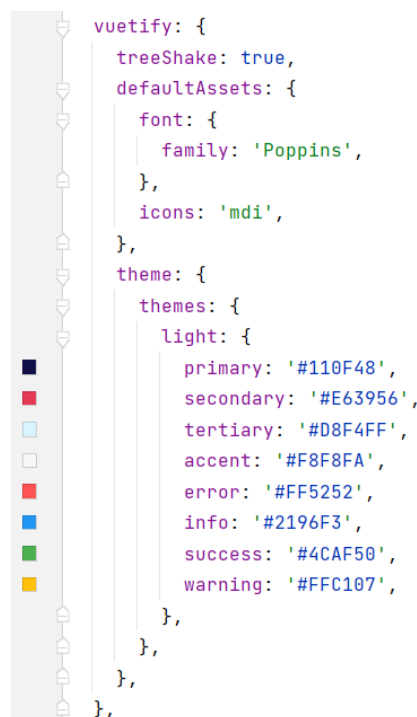 vuetify: {
  treeShake: true,
  defaultAssets: {
    font: {
      family: 'Poppins',
    },
    icons: 'mdi',
  },
  theme: {
    themes: {
      light: {
        primary: '#110F48',
        secondary: '#E63956',
        tertiary: '#D8F4FF',
        accent: '#F8F8FA',
        error: '#FF5252',
        info: '#2196F3',
        success: '#4CAF50',
        warning: '#FFC107',
      },
    },
  },
},